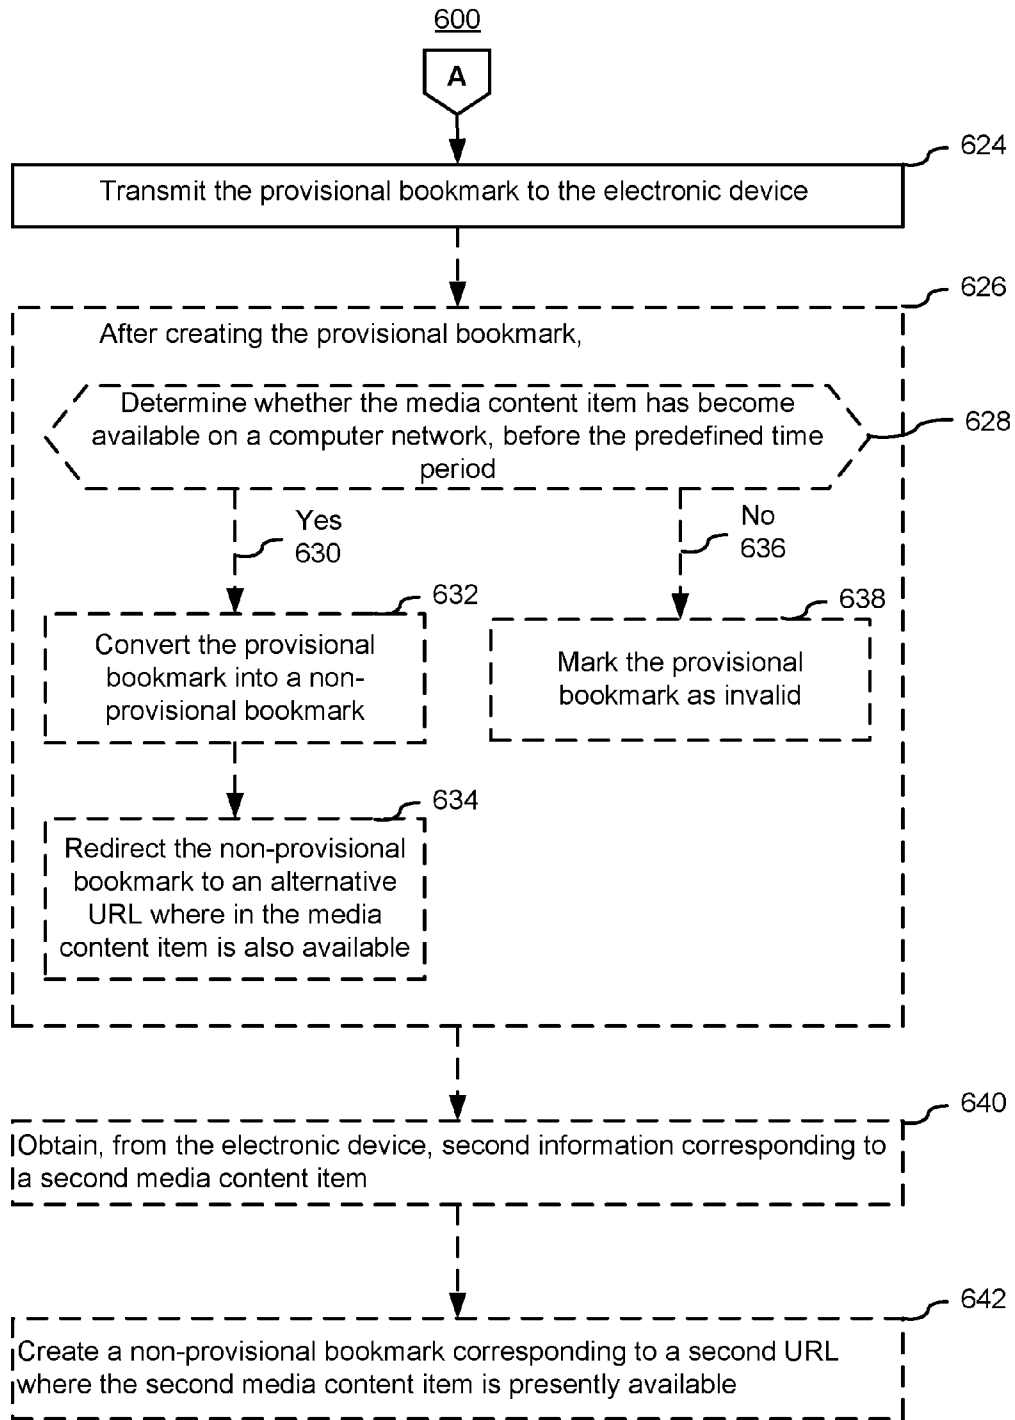 600
A
624
Transmit the provisional bookmark to the electronic device
626
After creating the provisional bookmark,
Determine whether the media content item has become
available on a computer network, before the predefined time
period
628
Yes
630
No
636
632
Convert the provisional
bookmark into a non-
provisional bookmark
638
Mark the provisional
bookmark as invalid
634
Redirect the non-provisional
bookmark to an alternative
URL where in the media
content item is also available
640
Obtain, from the electronic device, second information corresponding to
a second media content item
642
Create a non-provisional bookmark corresponding to a second URL
where the second media content item is presently available